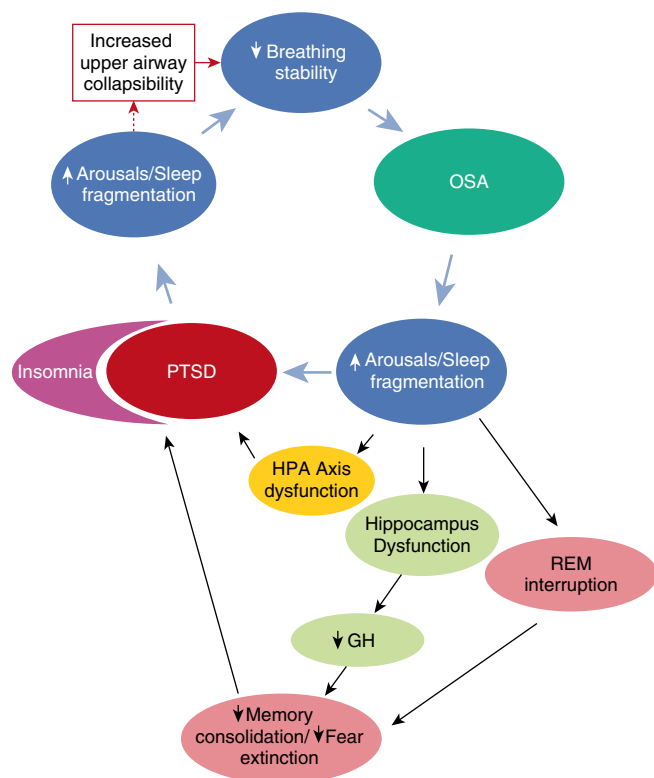 Increased
upper airway
collapsibility
↓ Breathing
stability
↑ Arousals/Sleep
fragmentation
OSA
Insomnia
PTSD
↑ Arousals/Sleep
fragmentation
HPA Axis
dysfunction
Hippocampus
Dysfunction
REM
interruption
↓ GH
↓ Memory
consolidation/ ↓ Fear
extinction